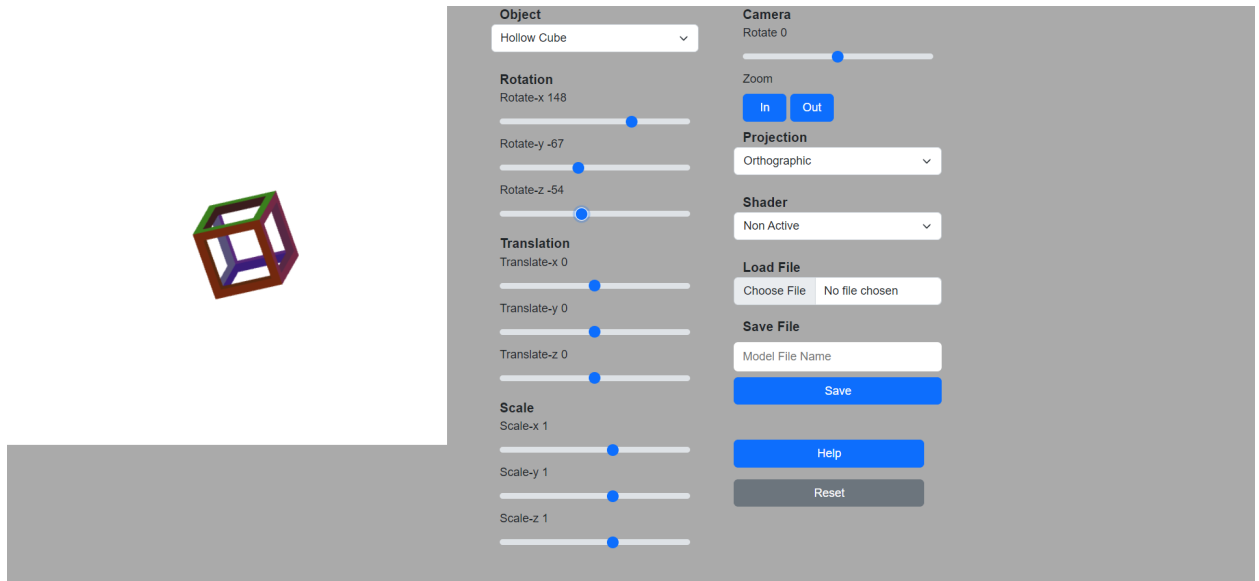 Object
Hollow Cube
Rotation
Rotate-x 148
Rotate-y -67
Rotate-z -54
Translation
Translate-x 0
Translate-y 0
Translate-z 0
Scale
Scale-x 1
Scale-y 1
Scale-z 1
Camera
Rotate 0
Zoom
In
Out
Projection
Orthographic
Shader
Non Active
Load File
Choose File No file chosen
Save File
Model File Name
Save
Help
Reset